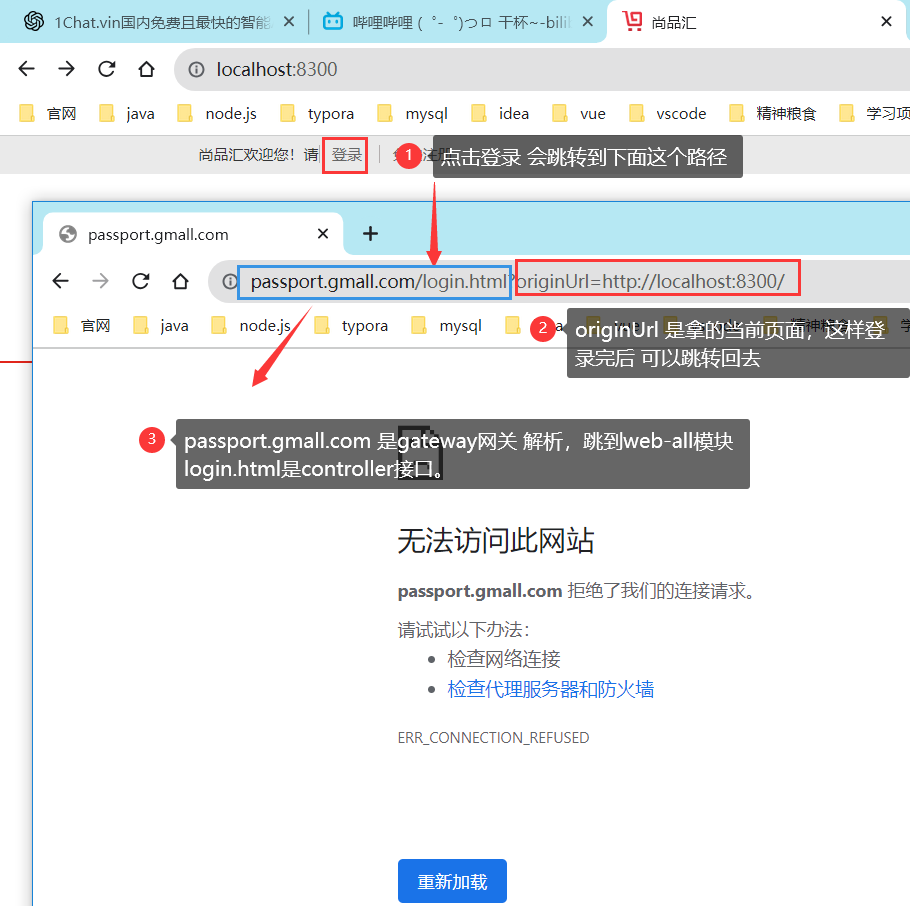 1Chat.vin国内免费且最快的智能
哔哩哔哩 (゜-゜)つロ 干杯~-bili
尚品汇
localhost:8300
官网 java node.js typora mysql idea vue vscode 精神粮食 学习项
尚品汇欢迎您！请 登录
1 点击登录 会跳转到下面这个路径
passport.gmall.com
passport.gmall.com/login.html?originUrl=http://localhost:8300/
官网 java node.js typora mysql
2 originUrl 是拿的当前页面，这样登
录完后 可以跳转回去
3 passport.gmall.com 是gateway网关 解析，跳到web-all模块
login.html是controller接口。
无法访问此网站
passport.gmall.com 拒绝了我们的连接请求。
请试试以下办法：
检查网络连接
检查代理服务器和防火墙
ERR_CONNECTION_REFUSED
重新加载